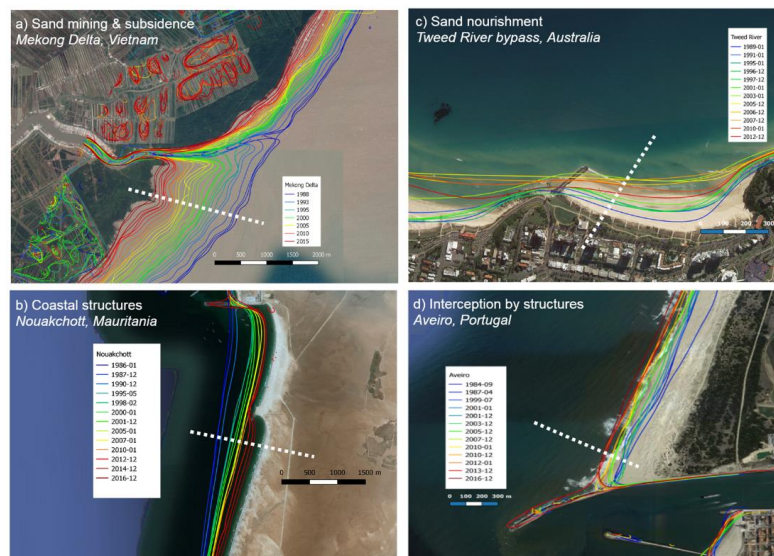 a) Sand mining & subsidence
Mekong Delta, Vietnam
Mekong Delta
1988
1993
1995
2000
2005
2010
2015
0 500 1000 1500 2000 m
c) Sand nourishment
Tweed River bypass, Australia
Tweed River
1989-01
1991-01
1995-01
1996-12
1997-12
2001-01
2003-01
2005-12
2006-12
2007-12
2010-01
2012-12
100 200 300
b) Coastal structures
Nouakchott, Mauritania
Nouakchott
1986-01
1987-12
1990-12
1995-05
1998-02
2000-01
2001-12
2005-01
2007-01
2010-01
2012-12
2014-12
2016-12
0 500 1000 1500 m
d) Interception by structures
Aveiro, Portugal
Aveiro
1984-09
1987-04
1999-07
2001-01
2001-12
2003-12
2005-12
2007-12
2010-01
2010-12
2012-01
2013-12
2016-12
0 100 200 300 m